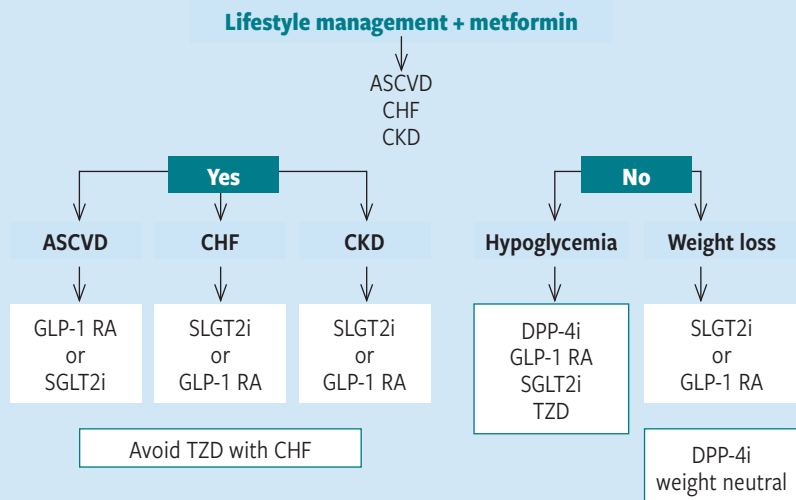 Lifestyle management + metformin
ASCVD
CHF
CKD
Yes
No
ASCVD
CHF
CKD
Hypoglycemia
Weight loss
GLP-1 RA
or
SGLT2i
SLGT2i
or
GLP-1 RA
SLGT2i
or
GLP-1 RA
DPP-4i
GLP-1 RA
SGLT2i
TZD
SLGT2i
or
GLP-1 RA
Avoid TZD with CHF
DPP-4i
weight neutral